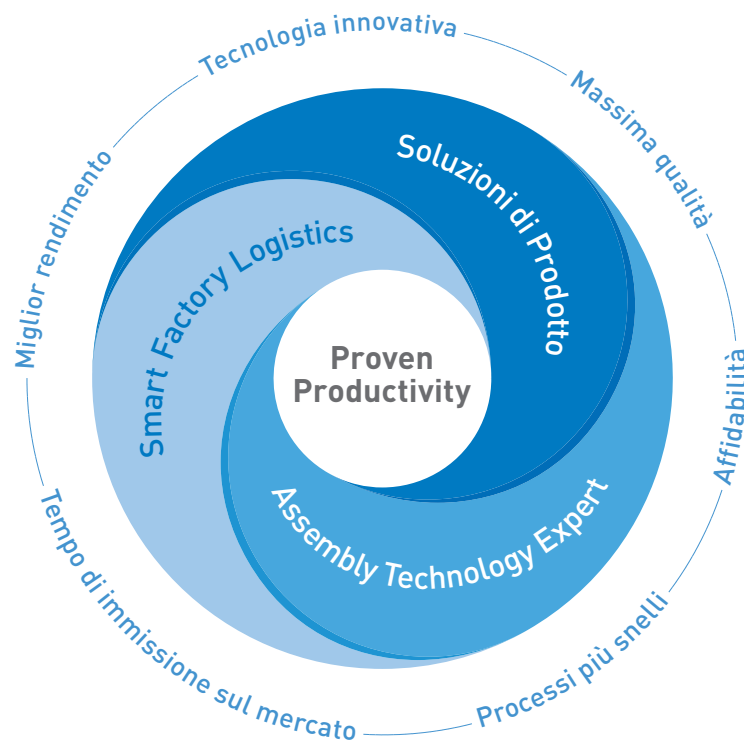 Tecnologia innovativa
Massima qualità
Affidabilità
Processi più snelli
Tempo di immissione sul mercato
Miglior rendimento
Soluzioni di Prodotto
Assembly Technology Expert
Smart Factory Logistics
Proven
Productivity